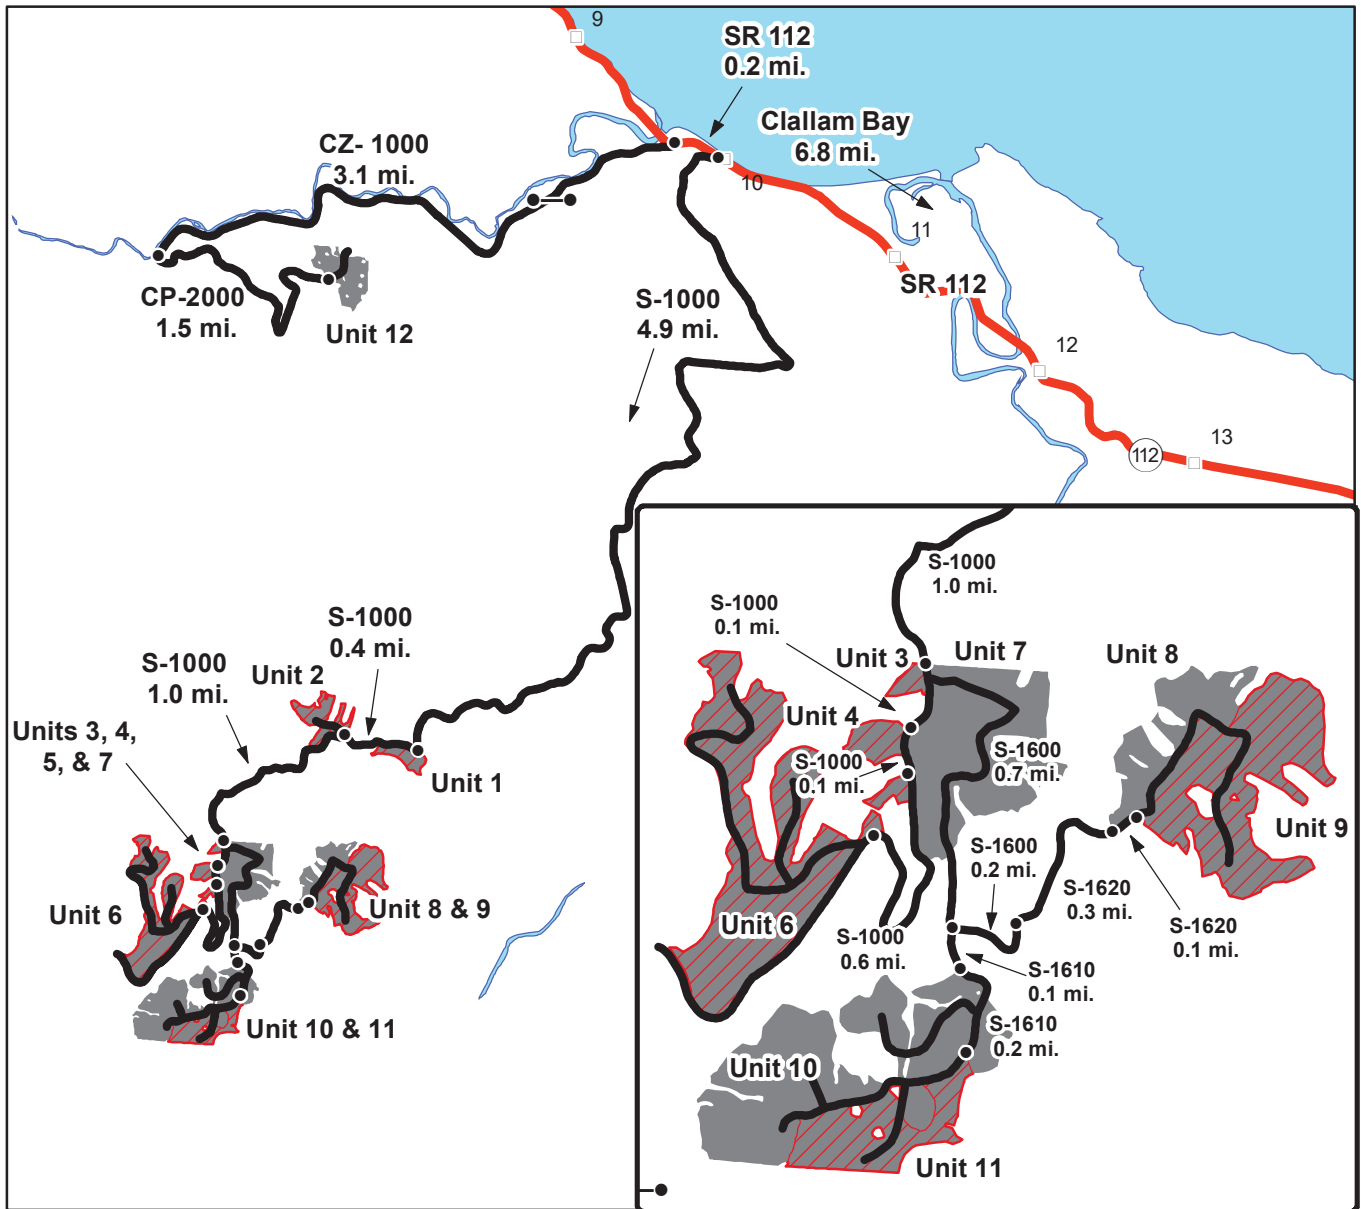 9
SR 112
0.2 mi.
Clallam Bay
6.8 mi.
CZ- 1000
3.1 mi.
10
11
SR 112
CP-2000
1.5 mi.
Unit 12
S-1000
4.9 mi.
12
13
112
S-1000
0.4 mi.
S-1000
1.0 mi.
Unit 2
Units 3, 4,
5, & 7
Unit 1
Unit 6
Unit 8 & 9
Unit 10 & 11
S-1000
1.0 mi.
S-1000
0.1 mi.
Unit 3
Unit 7
Unit 8
Unit 4
S-1000
0.1 mi.
S-1600
0.7 mi.
Unit 9
S-1600
0.2 mi.
S-1620
0.3 mi.
S-1620
0.1 mi.
Unit 6
S-1000
0.6 mi.
S-1610
0.1 mi.
S-1610
0.2 mi.
Unit 10
Unit 11